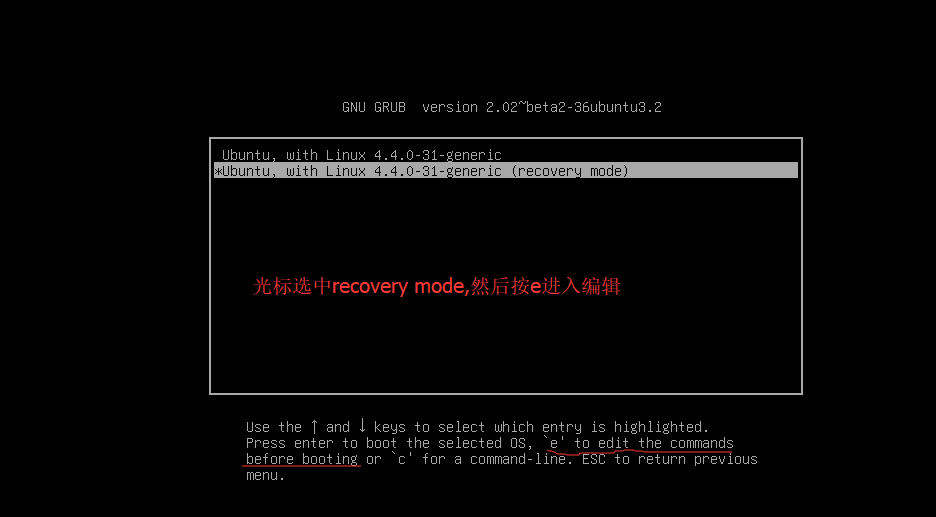 GNU GRUB  version 2.02~beta2-36ubuntu3.2
Ubuntu, with Linux 4.4.0-31-generic
*Ubuntu, with Linux 4.4.0-31-generic (recovery mode)
光标选中recovery mode,然后按e进入编辑
Use the ↑ and ↓ keys to select which entry is highlighted.
Press enter to boot the selected OS, `e' to edit the commands
before booting or `c' for a command-line. ESC to return previous
menu.